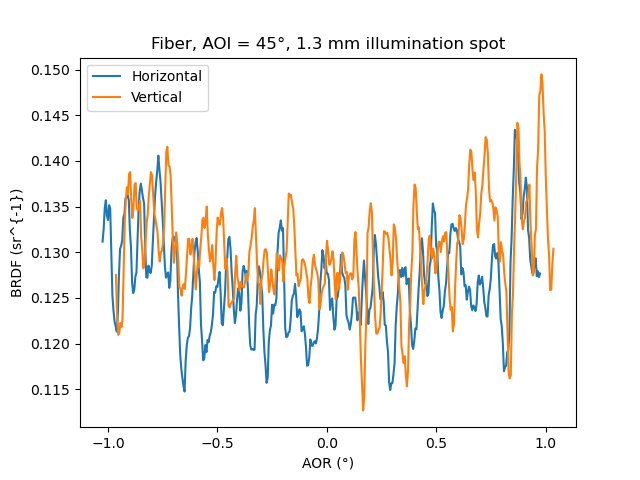 Fiber, AOI = 45°, 1.3 mm illumination spot
Horizontal
Vertical
0.150
0.145
0.140
0.135
0.130
0.125
0.120
0.115
BRDF (sr^{-1})
−1.0
−0.5
0.0
0.5
1.0
AOR (°)